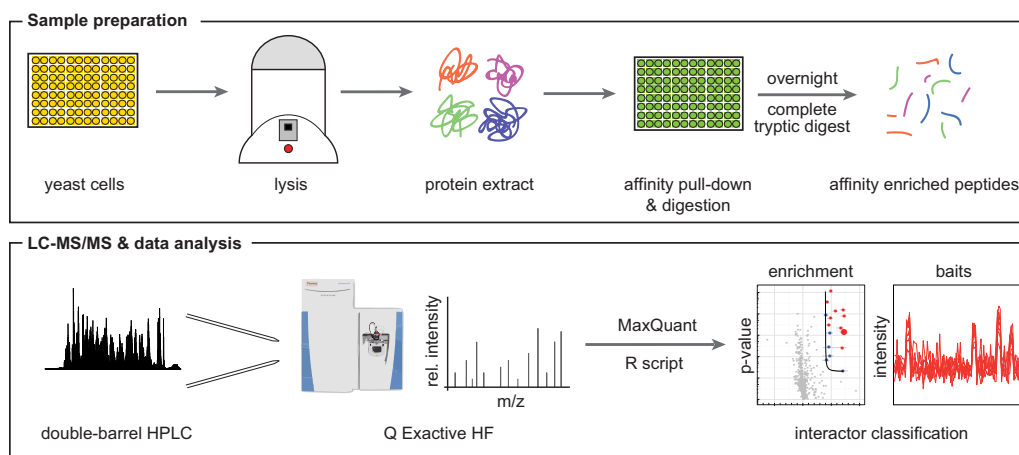 Sample preparation
overnight
complete
tryptic digest
yeast cells
lysis
protein extract
affinity pull-down
& digestion
affinity enriched peptides
LC-MS/MS & data analysis
enrichment
baits
rel. intensity
MaxQuant
R script
p-value
intensity
m/z
double-barrel HPLC
Q Exactive HF
interactor classification